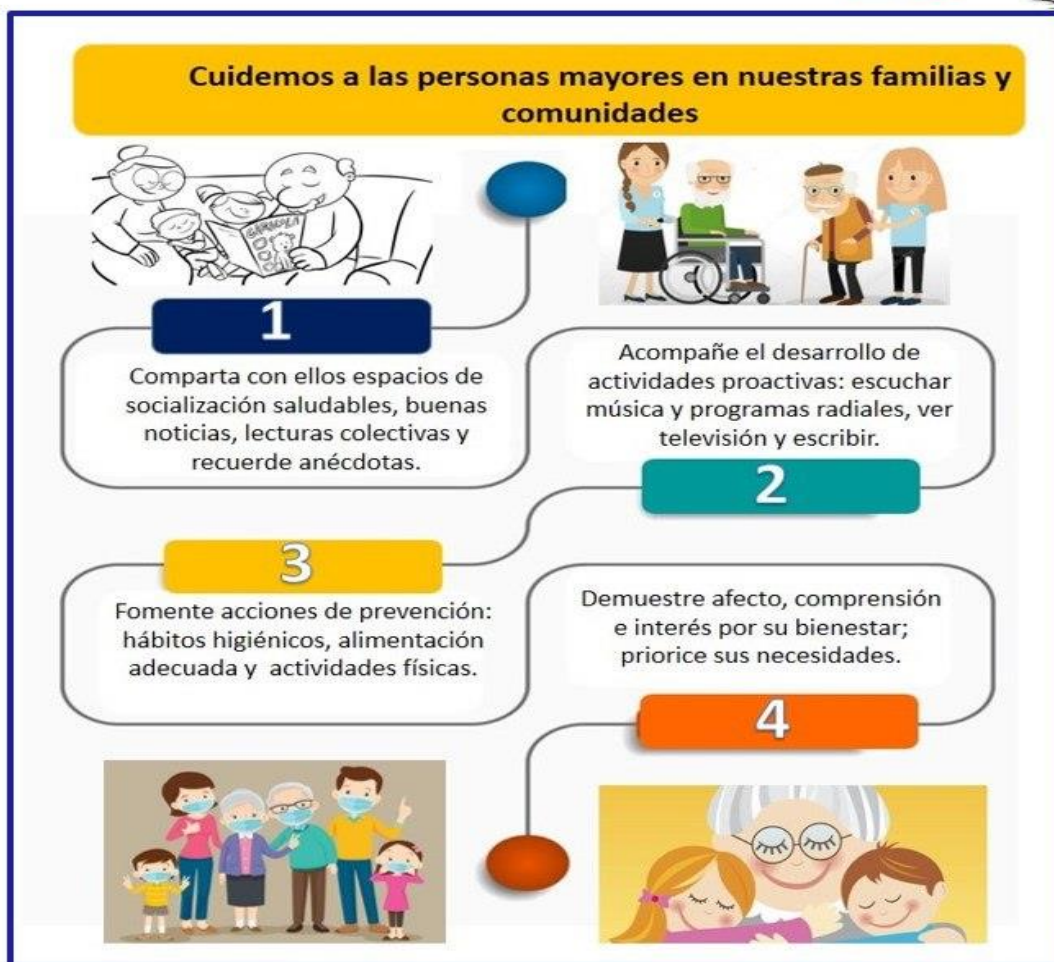 Cuidemos a las personas mayores en nuestras familias y
comunidades
1
Comparta con ellos espacios de
socialización saludables, buenas
noticias, lecturas colectivas y
recuerde anécdotas.
Acompañe el desarrollo de
actividades proactivas: escuchar
música y programas radiales, ver
televisión y escribir.
2
3
Fomente acciones de prevención:
hábitos higiénicos, alimentación
adecuada y actividades físicas.
Demuestre afecto, comprensión
e interés por su bienestar;
priorice sus necesidades.
4